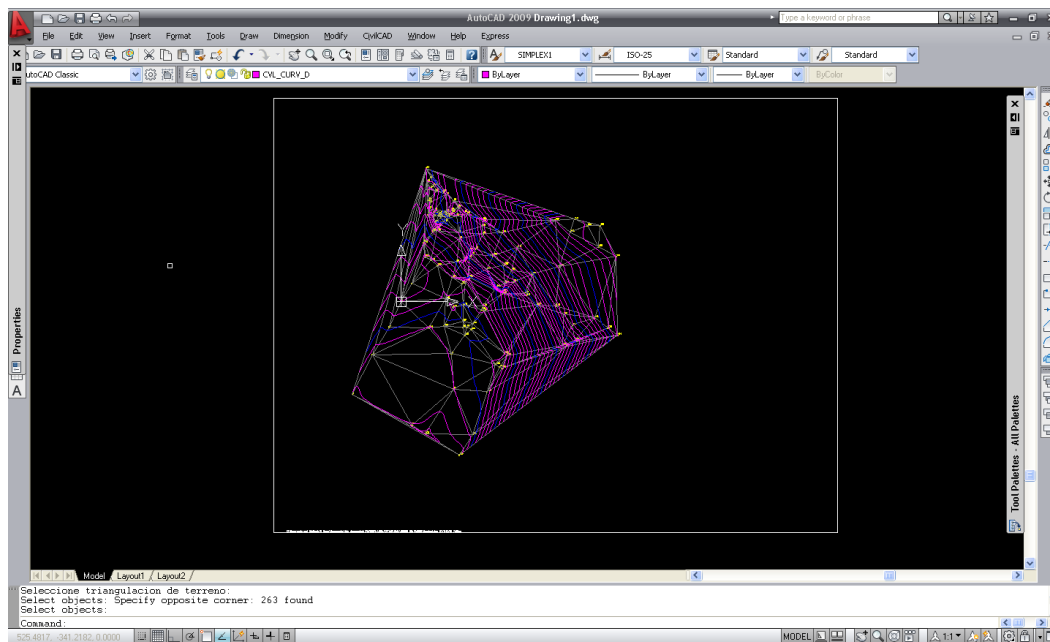 AutoCAD 2009 Drawing1.dwg
Type a keyword or phrase
File Edit View Insert Format Tools Draw Dimension Modify CivilCAD Window Help Express
SIMPLEX1 ISO-25 Standard Standard
utoCAD Classic CVL_CURV_D ByLayer ByLayer ByLayer ByColor
Properties
Y
X
Tool Palettes - All Palettes
Model Layout1 Layout2
Seleccione triangulacion de terreno:
Select objects: Specify opposite corner: 263 found
Select objects:
Command:
525.4817, -341.2182, 0.0000 MODEL 1:1